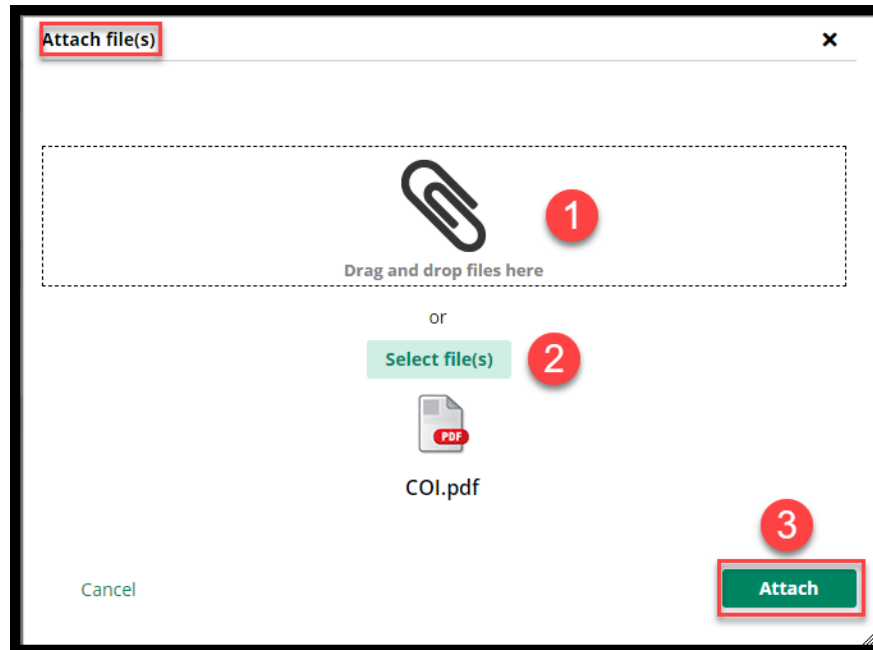 Attach file(s)
×
1
Drag and drop files here
or
Select file(s)
2
PDF
COI.pdf
3
Cancel
Attach